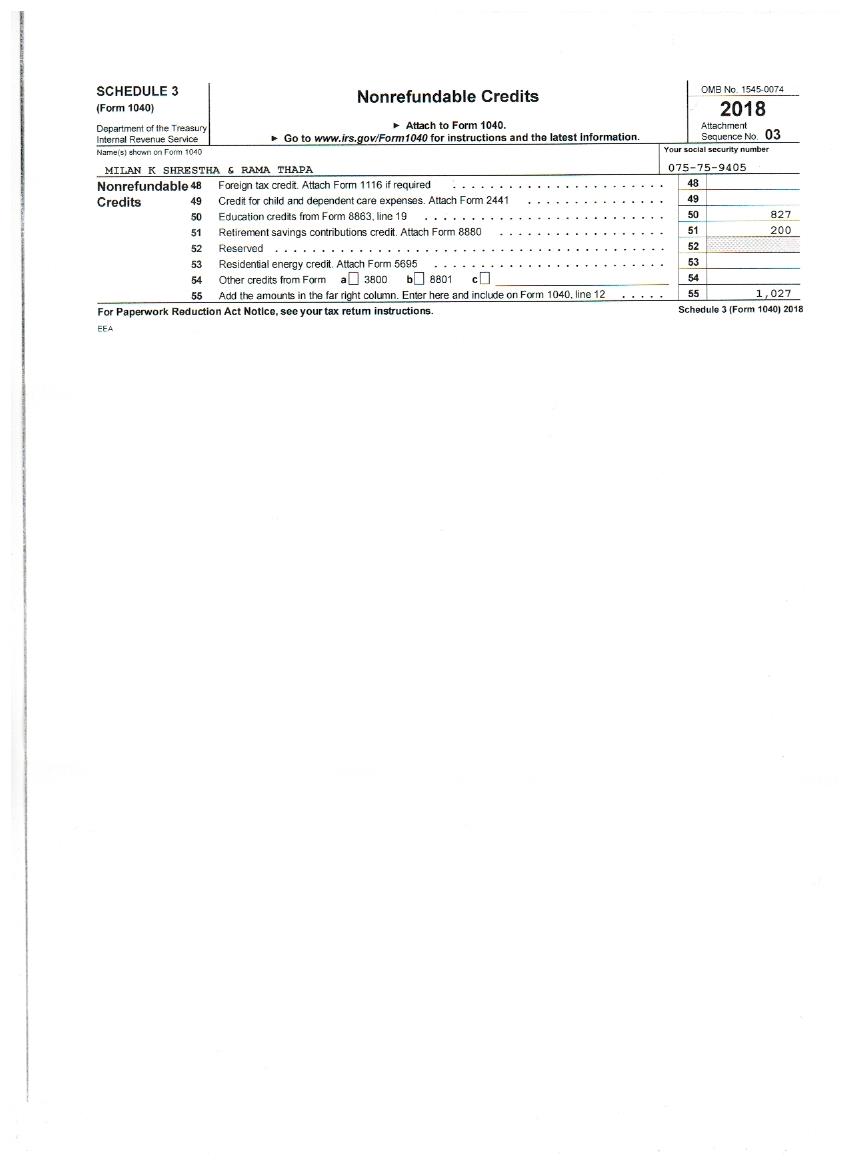 SCHEDULE 3
(Form 1040)
Department of the Treasury
Internal Revenue Service
Nonrefundable Credits
► Attach to Form 1040.
► Go to www.irs.gov/Form1040 for instructions and the latest information.
OMB No. 1545-0074
2018
Attachment
Sequence No. 03
Name(s) shown on Form 1040
Your social security number
MILAN K SHRESTHA & RAMA THAPA 075-75-9405
Nonrefundable Credits
48 Foreign tax credit. Attach Form 1116 if required . . . . . . . . . . . . . . . . . . . . . . . 48
49 Credit for child and dependent care expenses. Attach Form 2441 . . . . . . . . . . . . . . . 49
50 Education credits from Form 8863, line 19 . . . . . . . . . . . . . . . . . . . . . . . . . . 50 827
51 Retirement savings contributions credit. Attach Form 8880 . . . . . . . . . . . . . . . . . . 51 200
52 Reserved . . . . . . . . . . . . . . . . . . . . . . . . . . . . . . . . . . . . . . . . . . 52
53 Residential energy credit. Attach Form 5695 . . . . . . . . . . . . . . . . . . . . . . . . . 53
54 Other credits from Form a 3800 b 8801 c 54
55 Add the amounts in the far right column. Enter here and include on Form 1040, line 12 . . . . . 55 1,027
For Paperwork Reduction Act Notice, see your tax return instructions. Schedule 3 (Form 1040) 2018
EEA